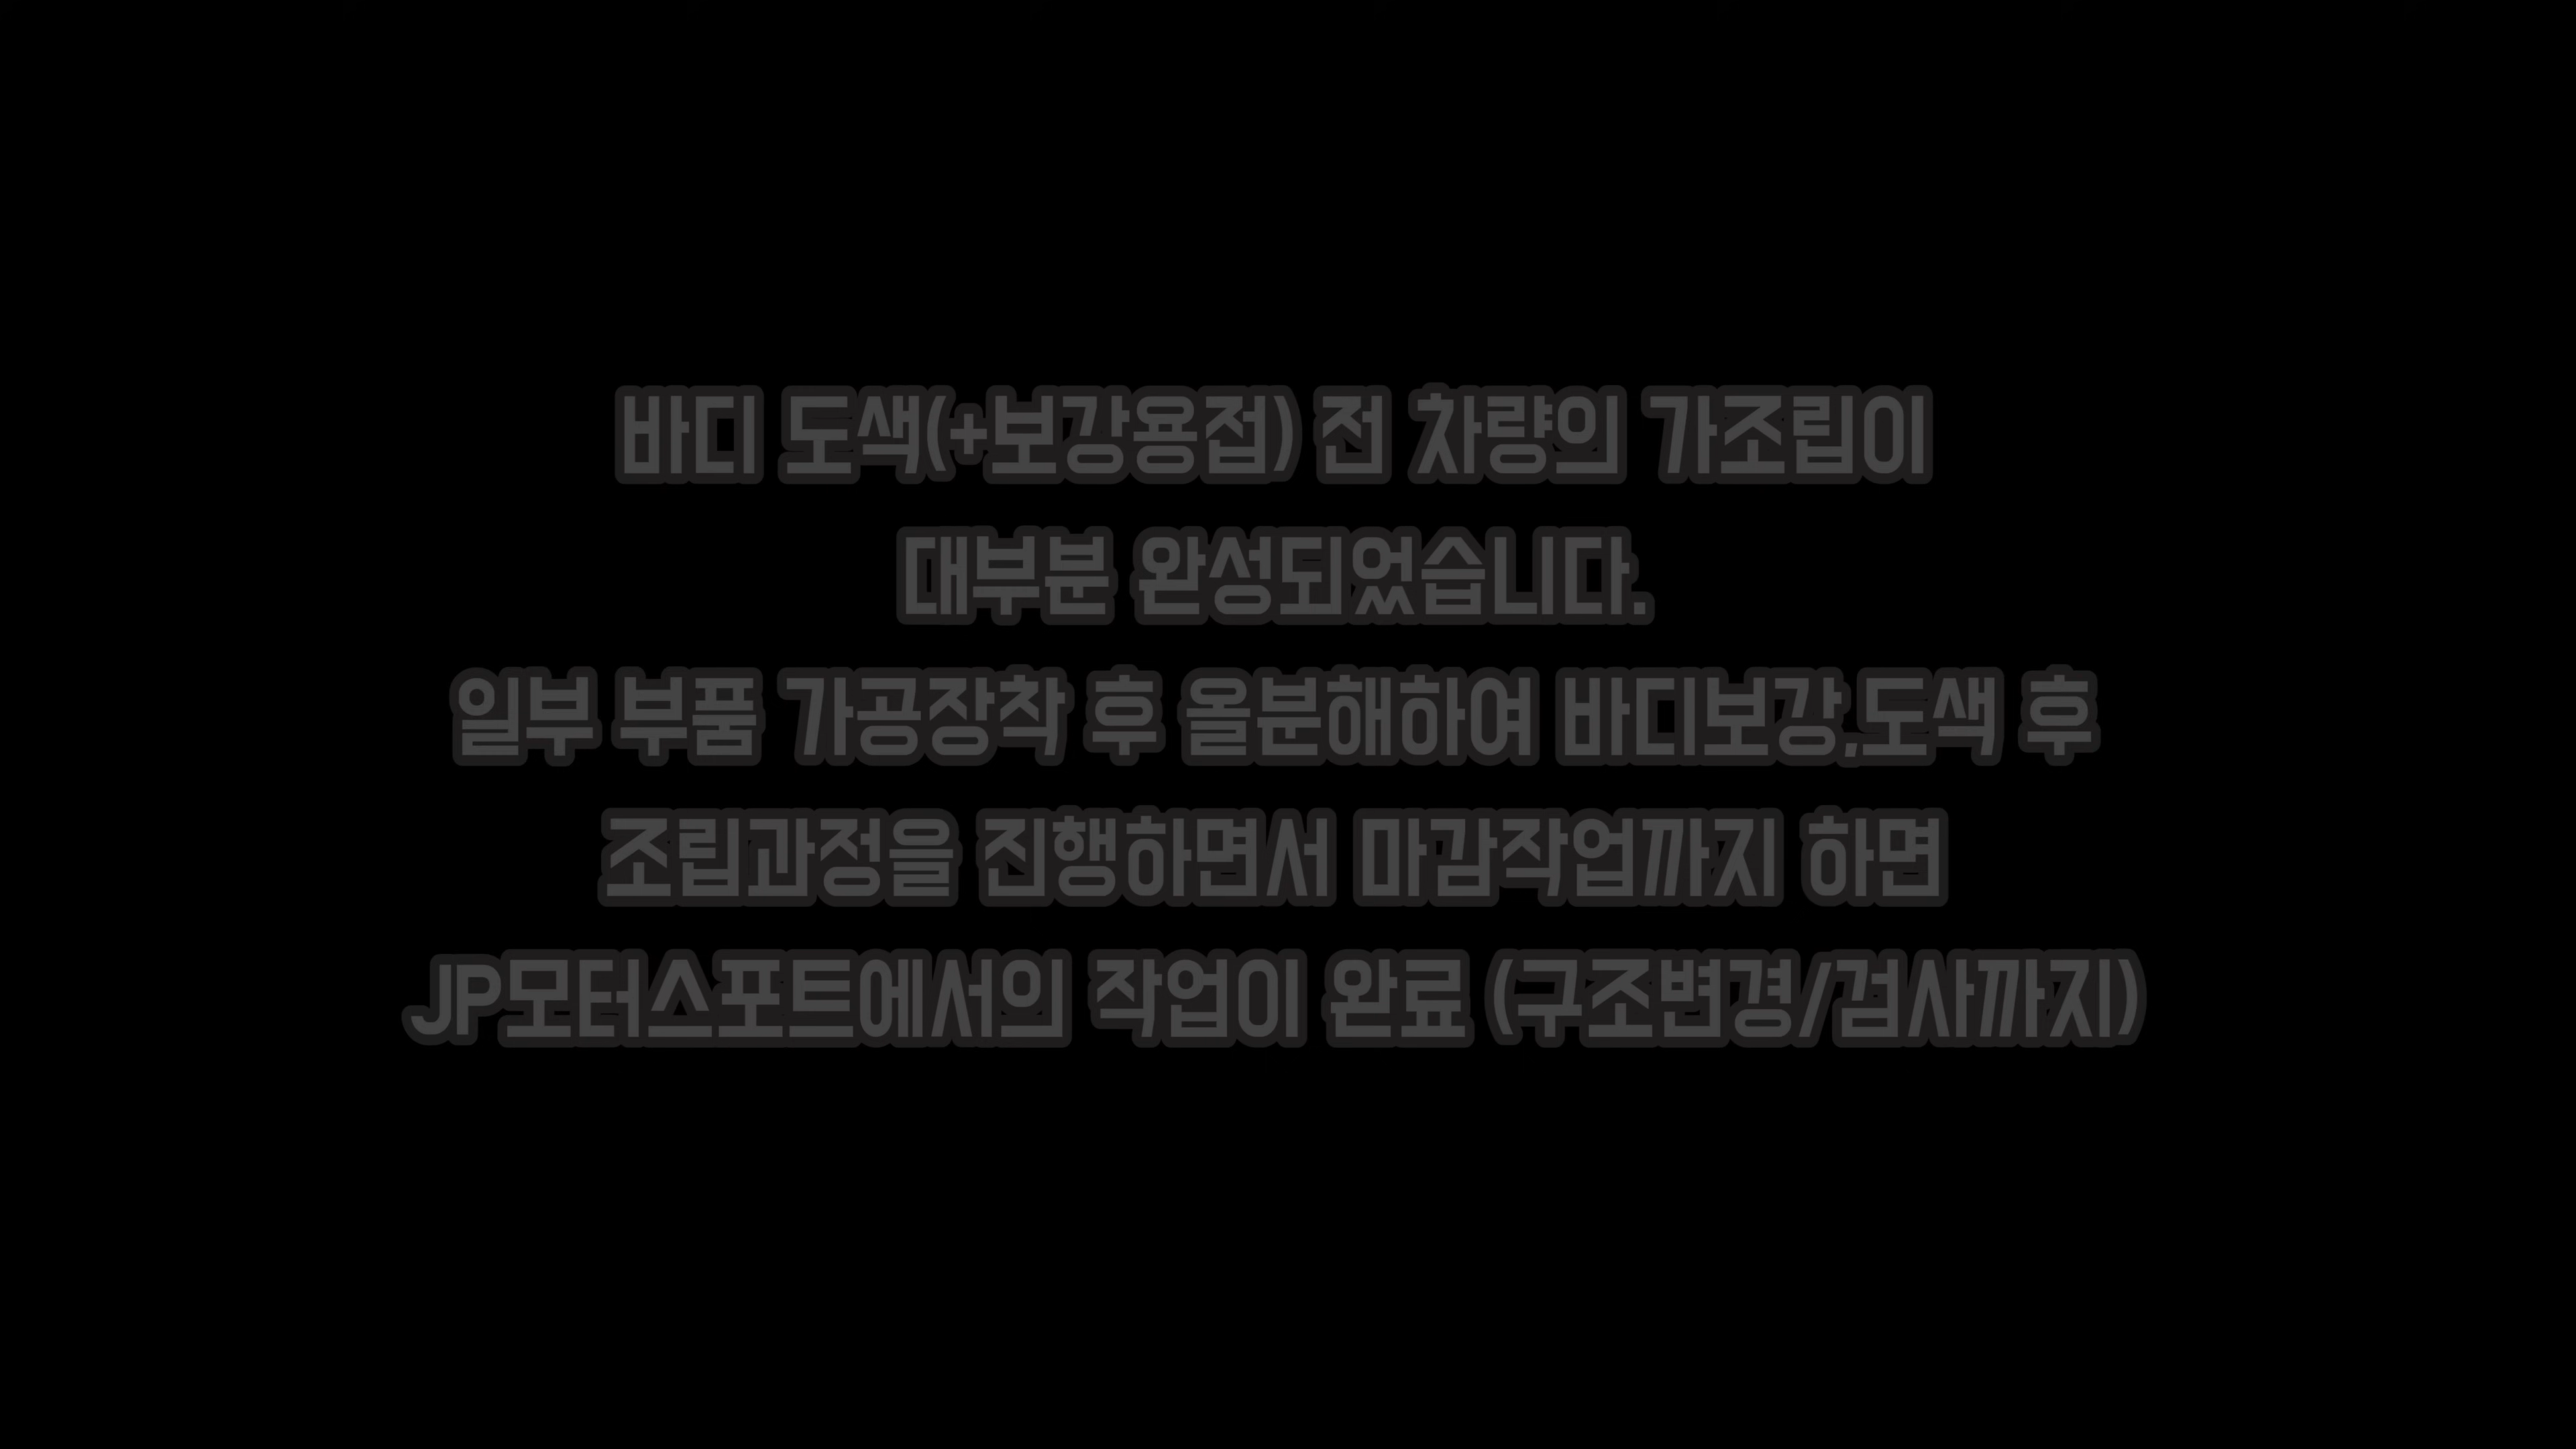 바디 도색(+보강용접) 전 차량의 가조립이
대부분 완성되었습니다.
일부 부품 가공장착 후 올분해하여 바디보강,도색 후
조립과정을 진행하면서 마감작업까지 하면
JP모터스포트에서의 작업이 완료 (구조변경/검사까지)